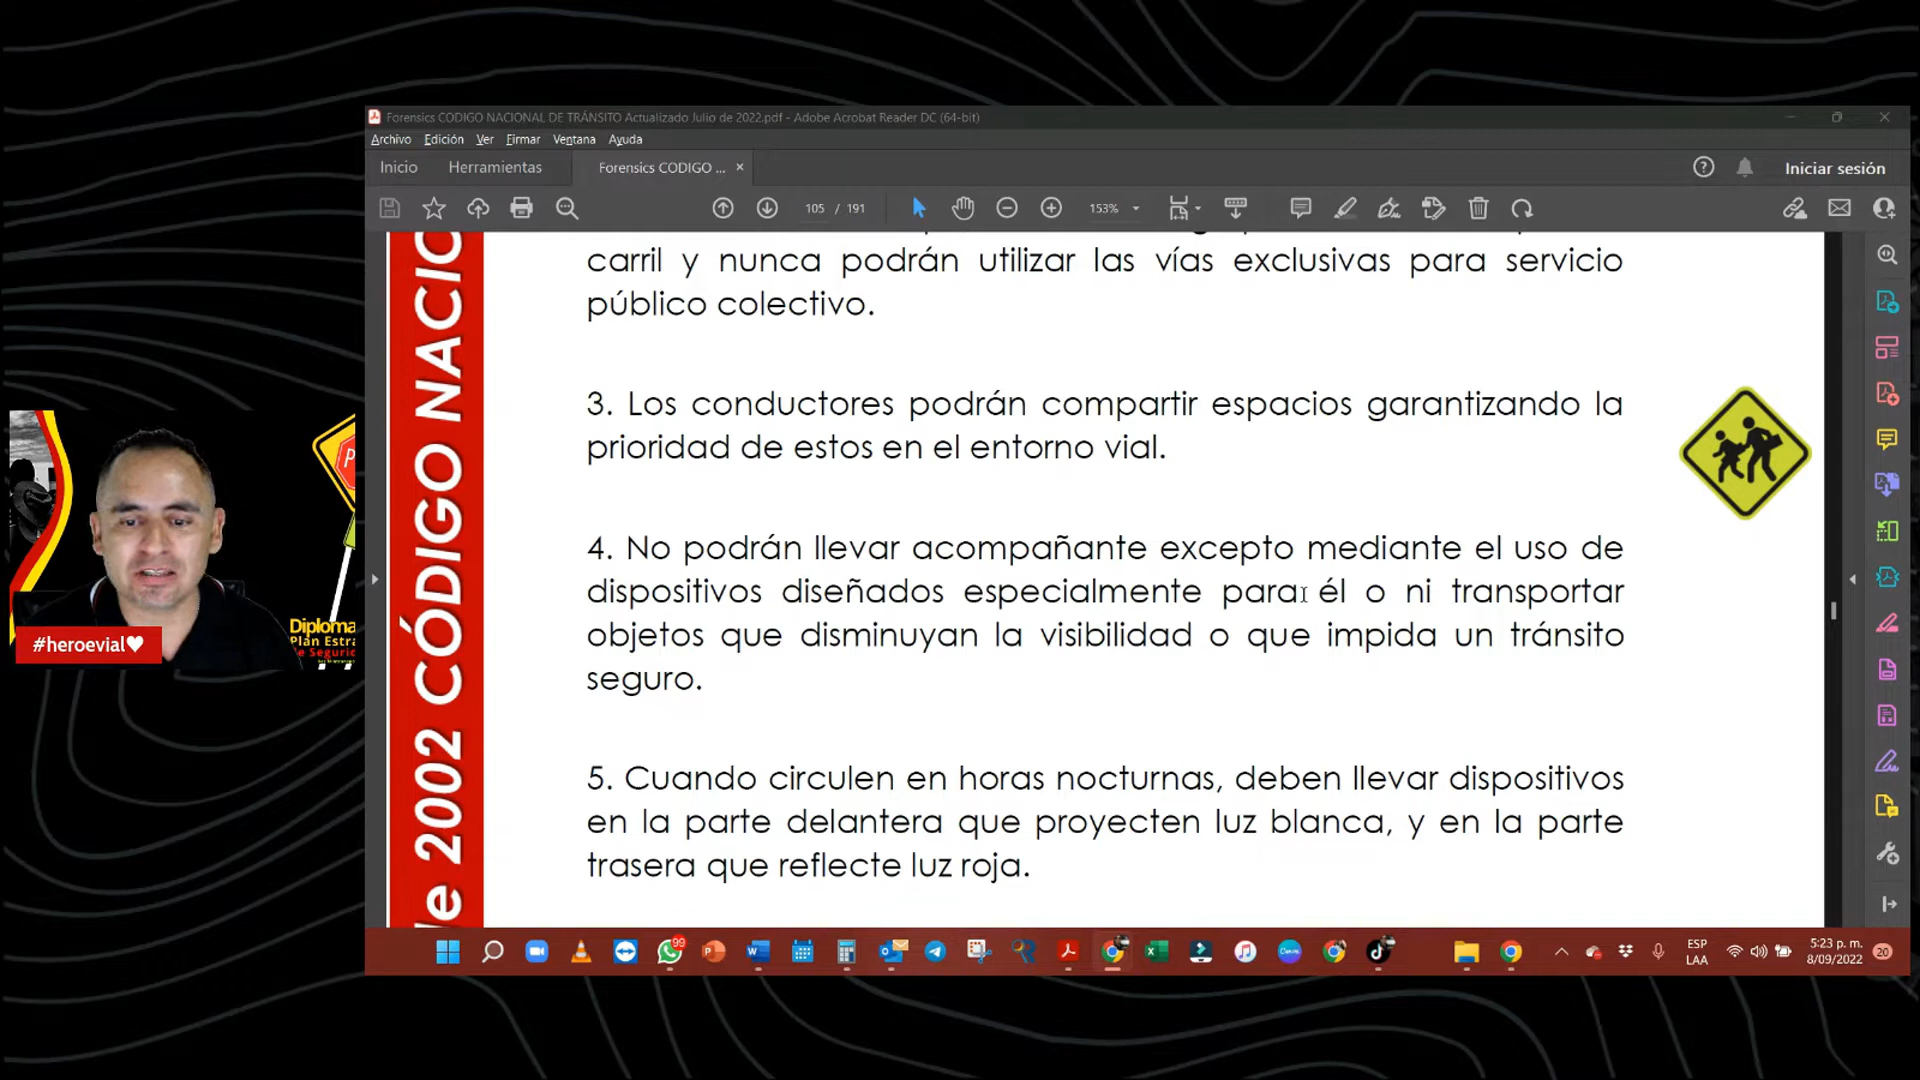 Forensics CODIGO NACIONAL DE TRÁNSITO Actualizado Julio de 2022.pdf - Adobe Acrobat Reader DC (64-bit)
Archivo Edición Ver Firmar Ventana Ayuda
Inicio Herramientas Forensics CODIGO ... × Iniciar sesión
105 / 191 153%
carril y nunca podrán utilizar las vías exclusivas para servicio
público colectivo.
3. Los conductores podrán compartir espacios garantizando la
prioridad de estos en el entorno vial.
4. No podrán llevar acompañante excepto mediante el uso de
dispositivos diseñados especialmente para él o ni transportar
objetos que disminuyan la visibilidad o que impida un tránsito
seguro.
5. Cuando circulen en horas nocturnas, deben llevar dispositivos
en la parte delantera que proyecten luz blanca, y en la parte
trasera que reflecte luz roja.
de 2002 CÓDIGO NACIO
#heroevial♥
Diploma
Plan Estra
e Segurid
99
ESP
LAA
5:23 p. m.
8/09/2022
20